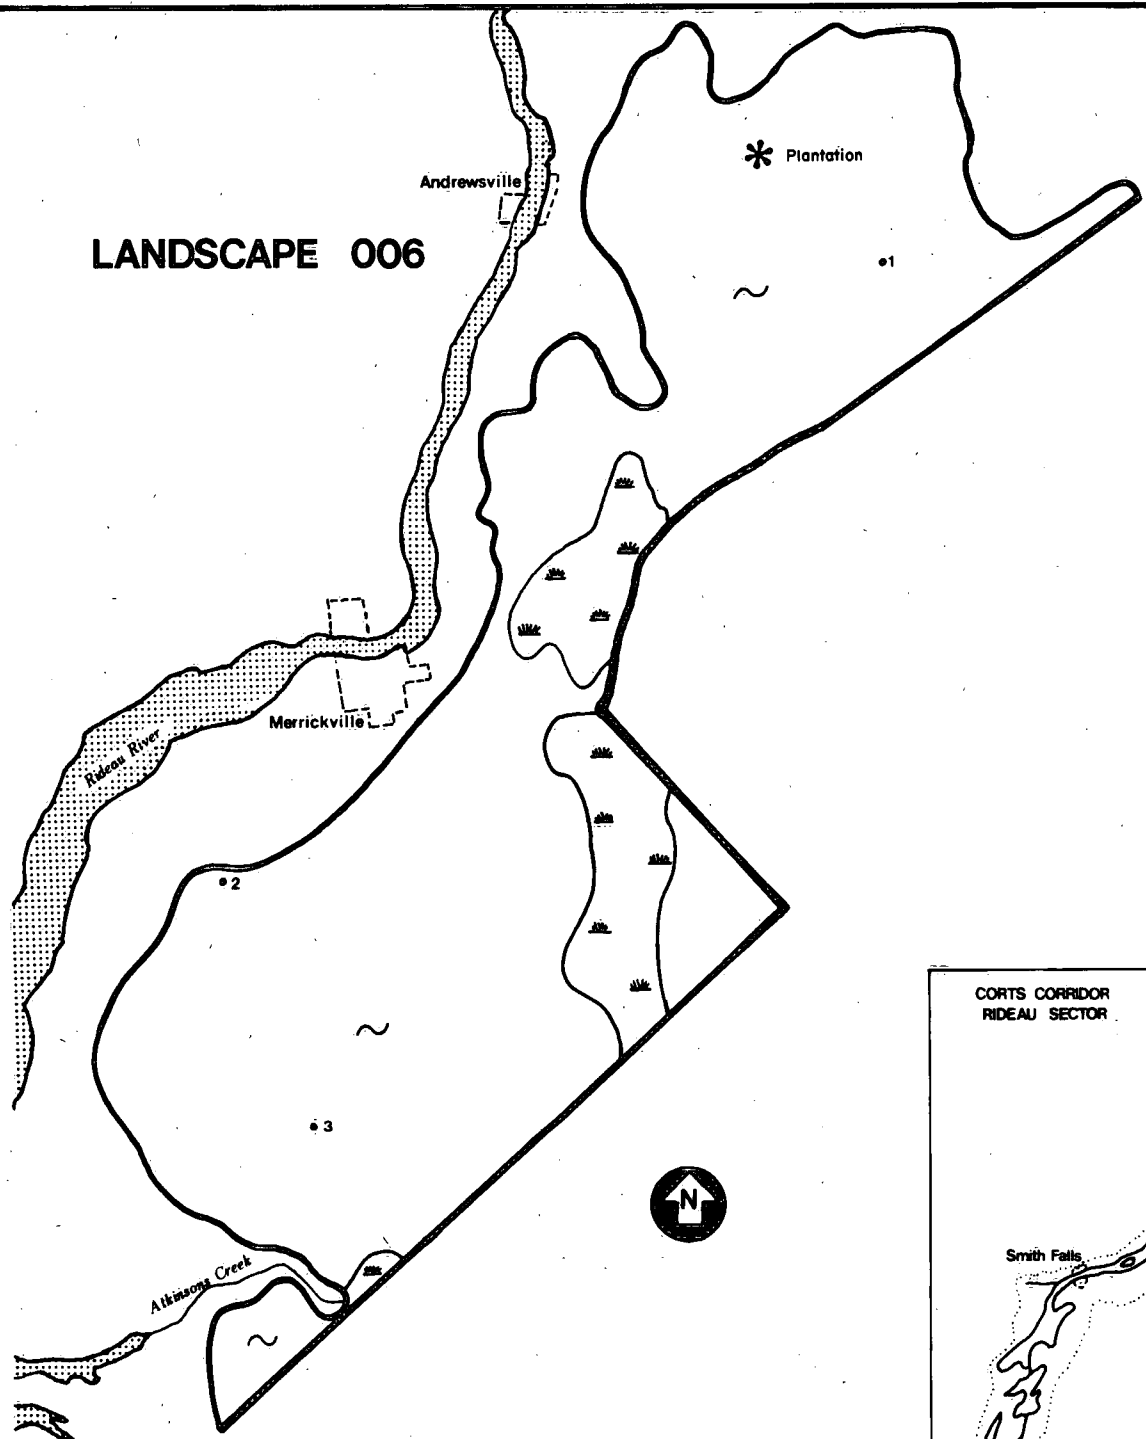 Plantation
Andrewsville
LANDSCAPE 006
1
Merrickville
Rideau River
2
CORTS CORRIDOR
RIDEAU SECTOR
3
N
Smith Falls
Atkinsons Creek